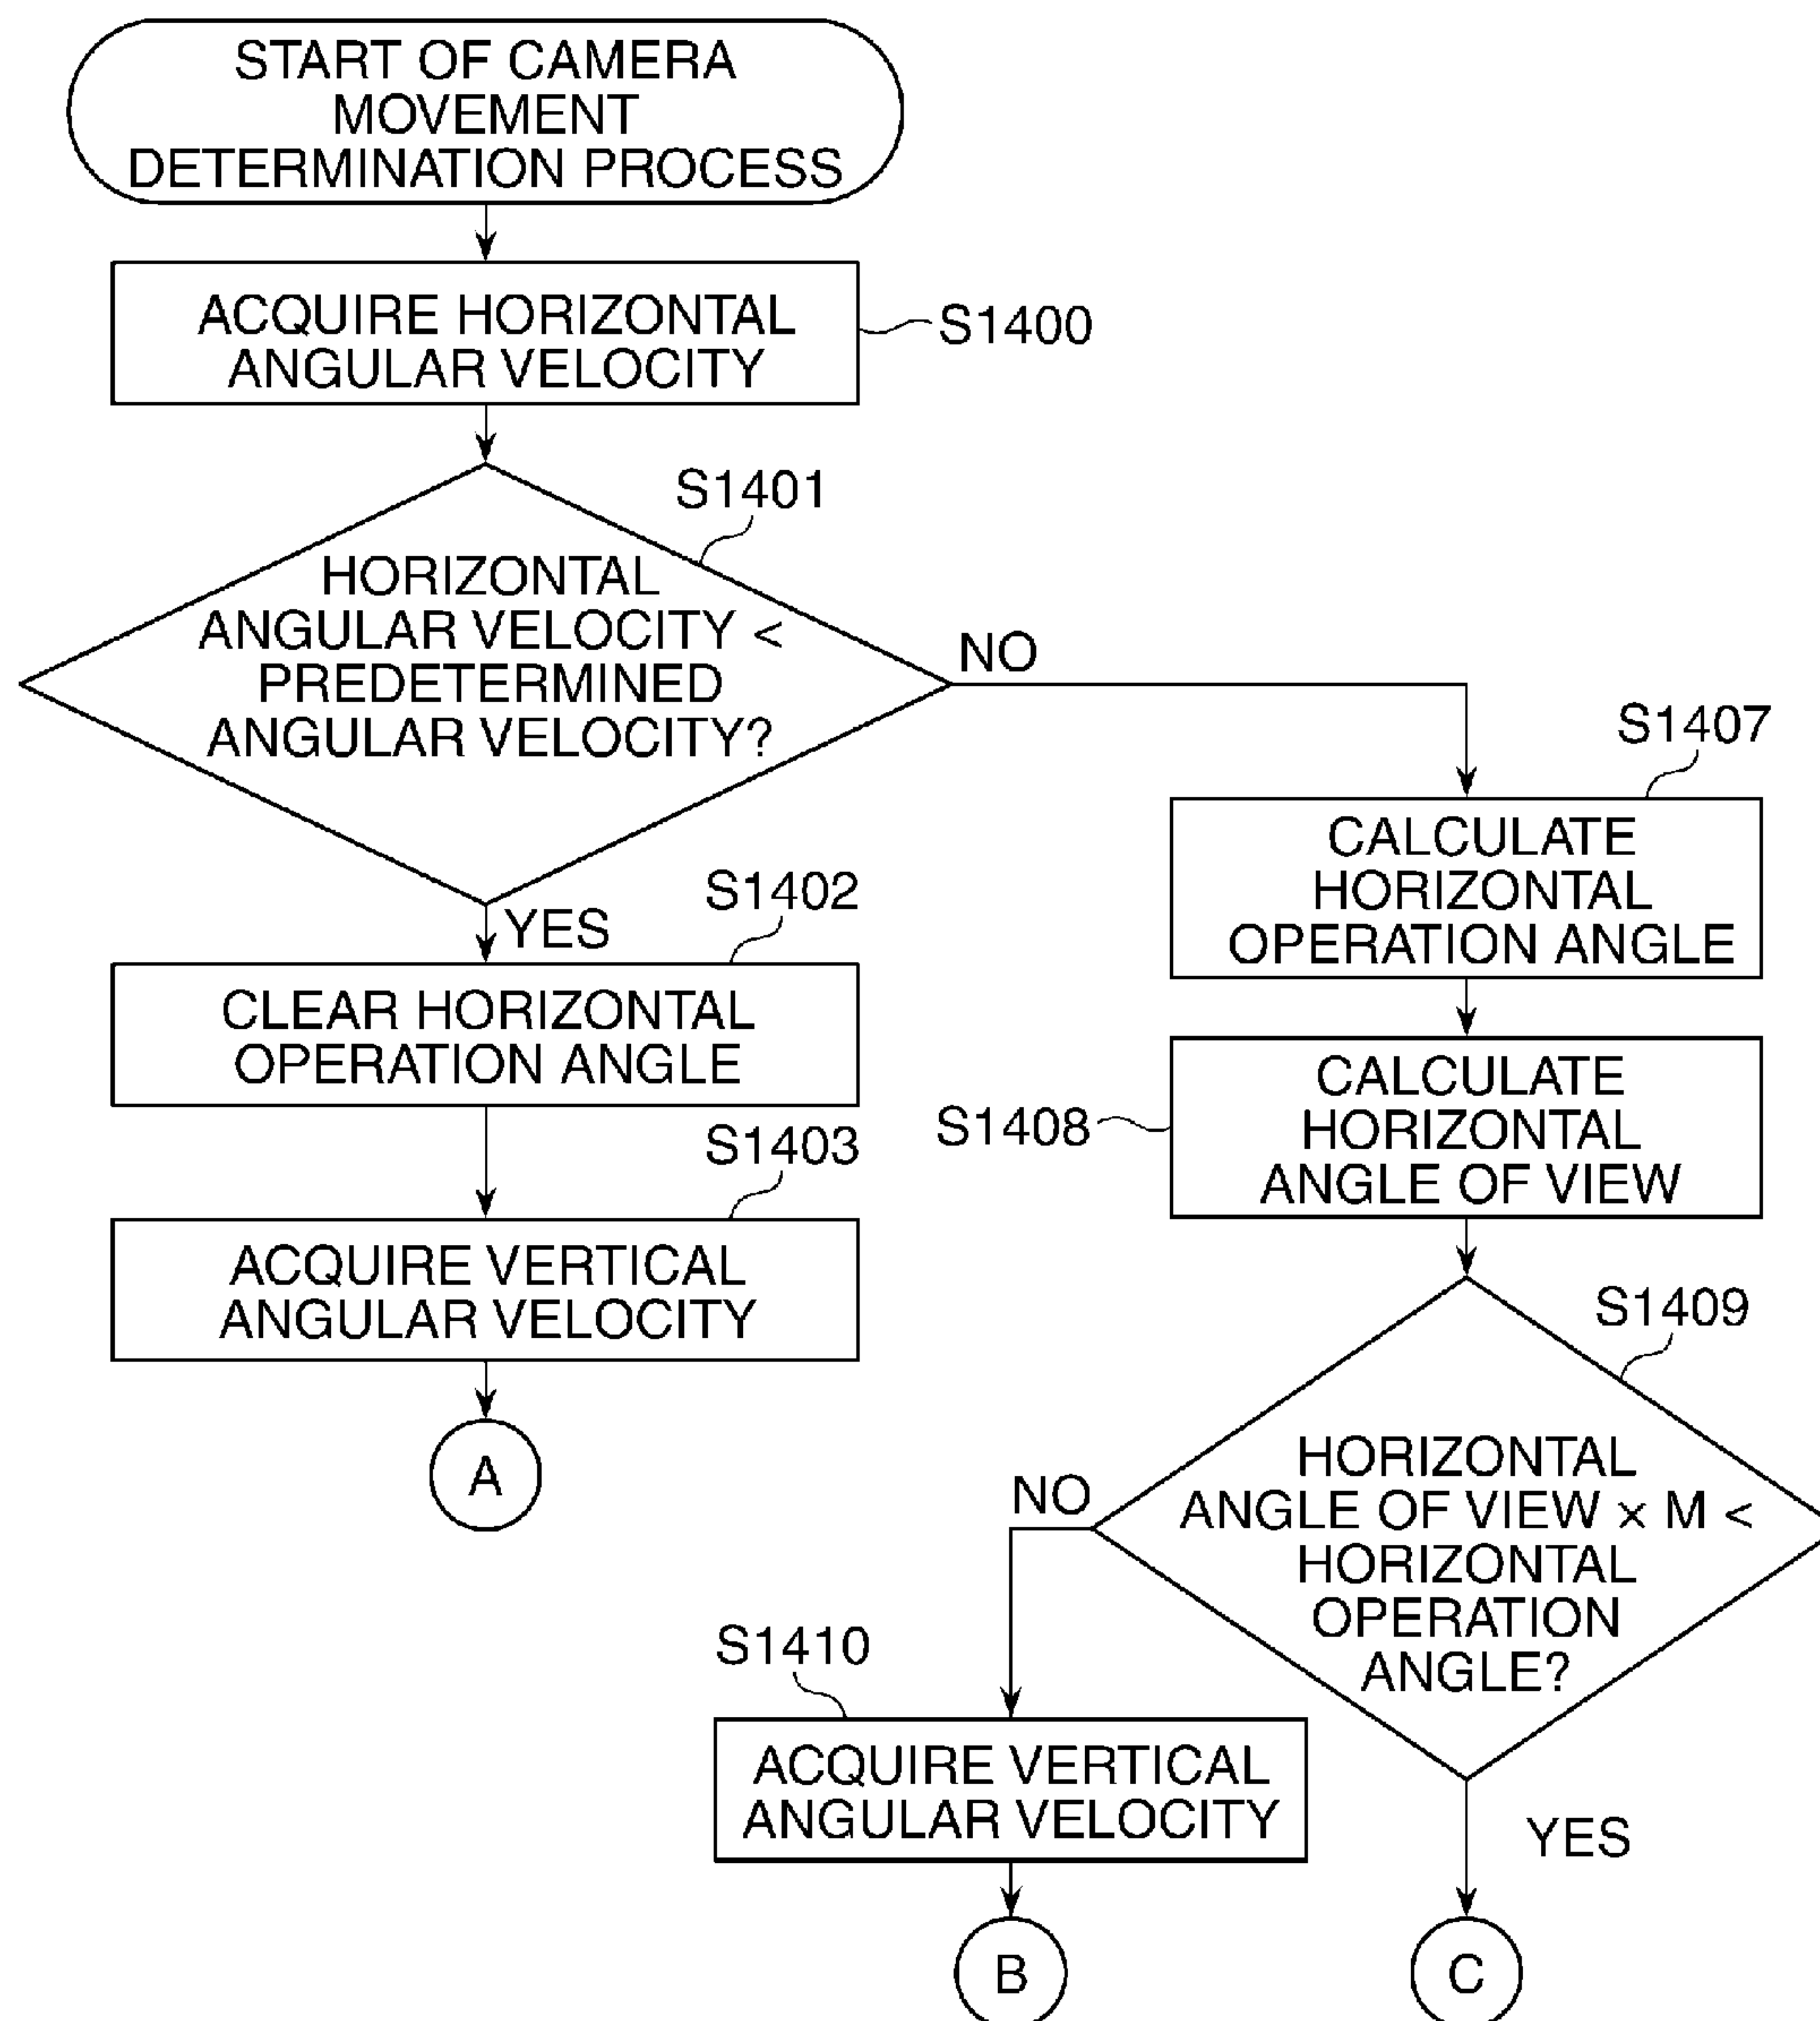 START OF CAMERA
MOVEMENT
DETERMINATION PROCESS
ACQUIRE HORIZONTAL
ANGULAR VELOCITY
S1400
S1401
HORIZONTAL
ANGULAR VELOCITY <
PREDETERMINED
ANGULAR VELOCITY?
NO
YES
S1402
CLEAR HORIZONTAL
OPERATION ANGLE
S1403
ACQUIRE VERTICAL
ANGULAR VELOCITY
A
S1407
CALCULATE
HORIZONTAL
OPERATION ANGLE
S1408
CALCULATE
HORIZONTAL
ANGLE OF VIEW
S1409
HORIZONTAL
ANGLE OF VIEW × M <
HORIZONTAL
OPERATION
ANGLE?
NO
S1410
ACQUIRE VERTICAL
ANGULAR VELOCITY
B
YES
C